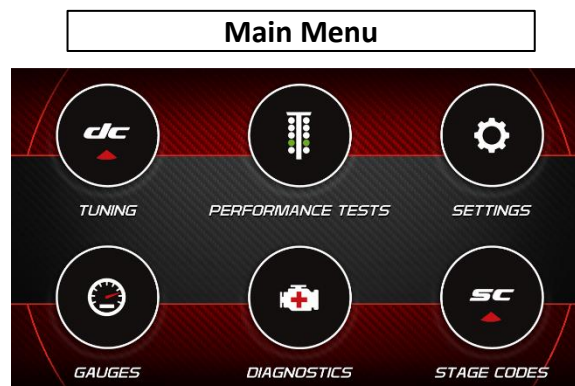 Main Menu
dc
TUNING
PERFORMANCE TESTS
SETTINGS
sc
GAUGES
DIAGNOSTICS
STAGE CODES